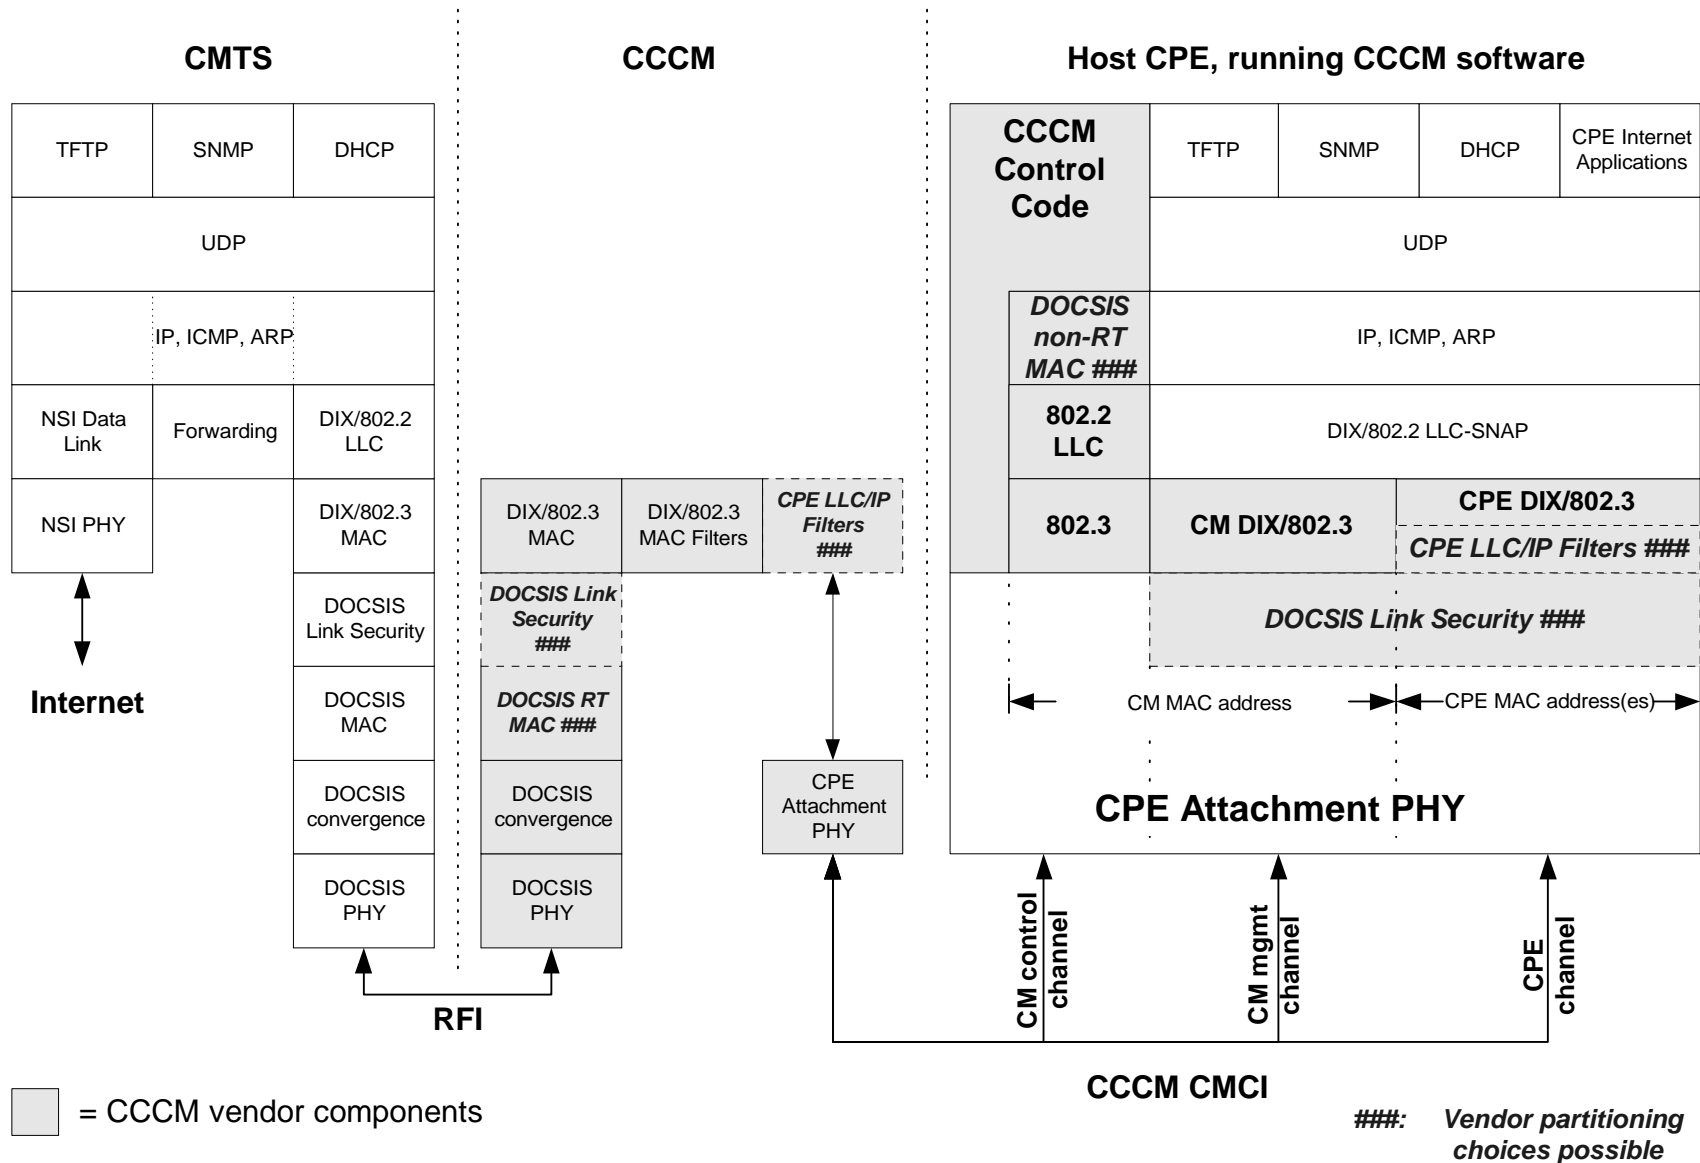 CMTS
CCCM
Host CPE, running CCCM software
TFTP
SNMP
DHCP
UDP
IP, ICMP, ARP
NSI Data
Link
Forwarding
DIX/802.2
LLC
NSI PHY
DIX/802.3
MAC
Internet
DOCSIS
Link Security
DOCSIS
MAC
DOCSIS
convergence
DOCSIS
PHY
DIX/802.3
MAC
DIX/802.3
MAC Filters
CPE LLC/IP
Filters
###
DOCSIS Link
Security
###
DOCSIS RT
MAC ###
DOCSIS
convergence
DOCSIS
PHY
CPE
Attachment
PHY
RFI
CCCM
Control
Code
TFTP
SNMP
DHCP
CPE Internet
Applications
UDP
DOCSIS
non-RT
MAC ###
IP, ICMP, ARP
802.2
LLC
DIX/802.2 LLC-SNAP
802.3
CM DIX/802.3
CPE DIX/802.3
CPE LLC/IP Filters ###
DOCSIS Link Security ###
CM MAC address
CPE MAC address(es)
CPE Attachment PHY
CM control
channel
CM mgmt
channel
CPE
channel
CCCM CMCI
= CCCM vendor components
###: Vendor partitioning
choices possible